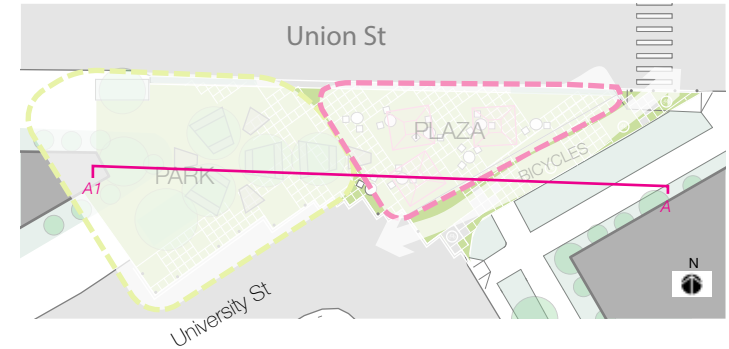 Union St
PLAZA
BICYCLES
PARK
A1
A
N
University St